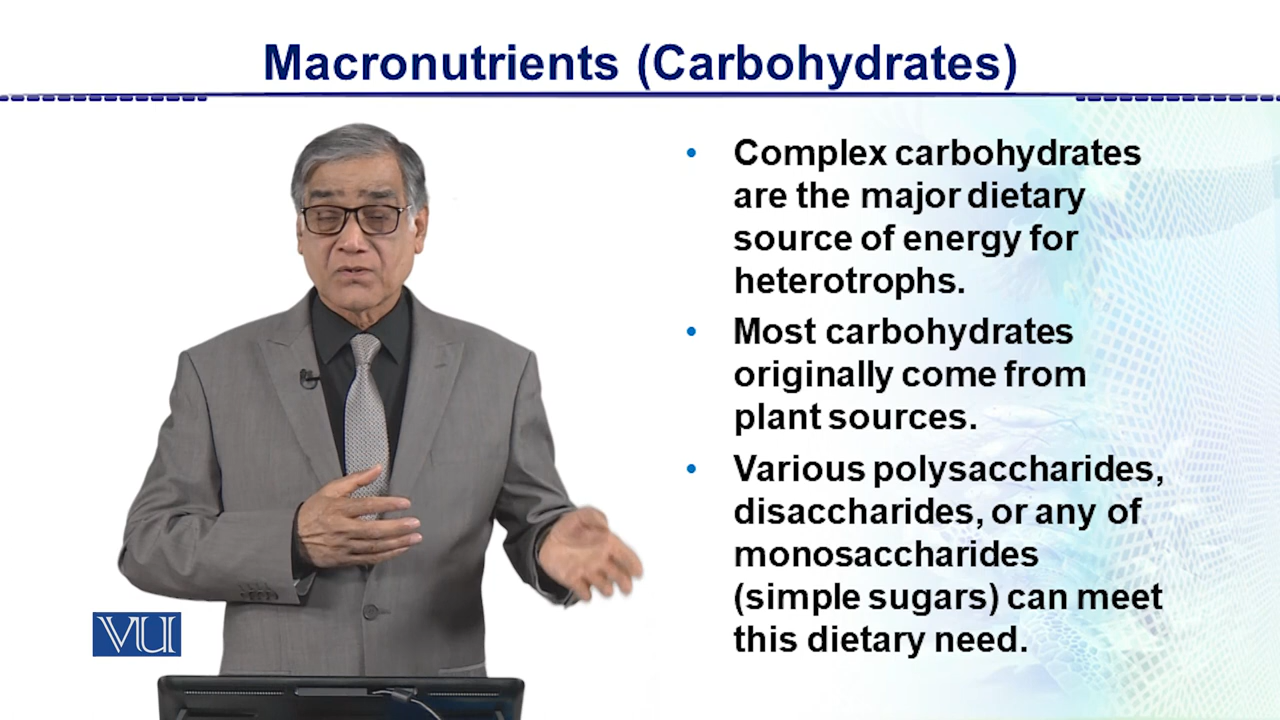 Macronutrients (Carbohydrates)
• Complex carbohydrates
are the major dietary
source of energy for
heterotrophs.
• Most carbohydrates
originally come from
plant sources.
• Various polysaccharides,
disaccharides, or any of
monosaccharides
(simple sugars) can meet
this dietary need.
VU